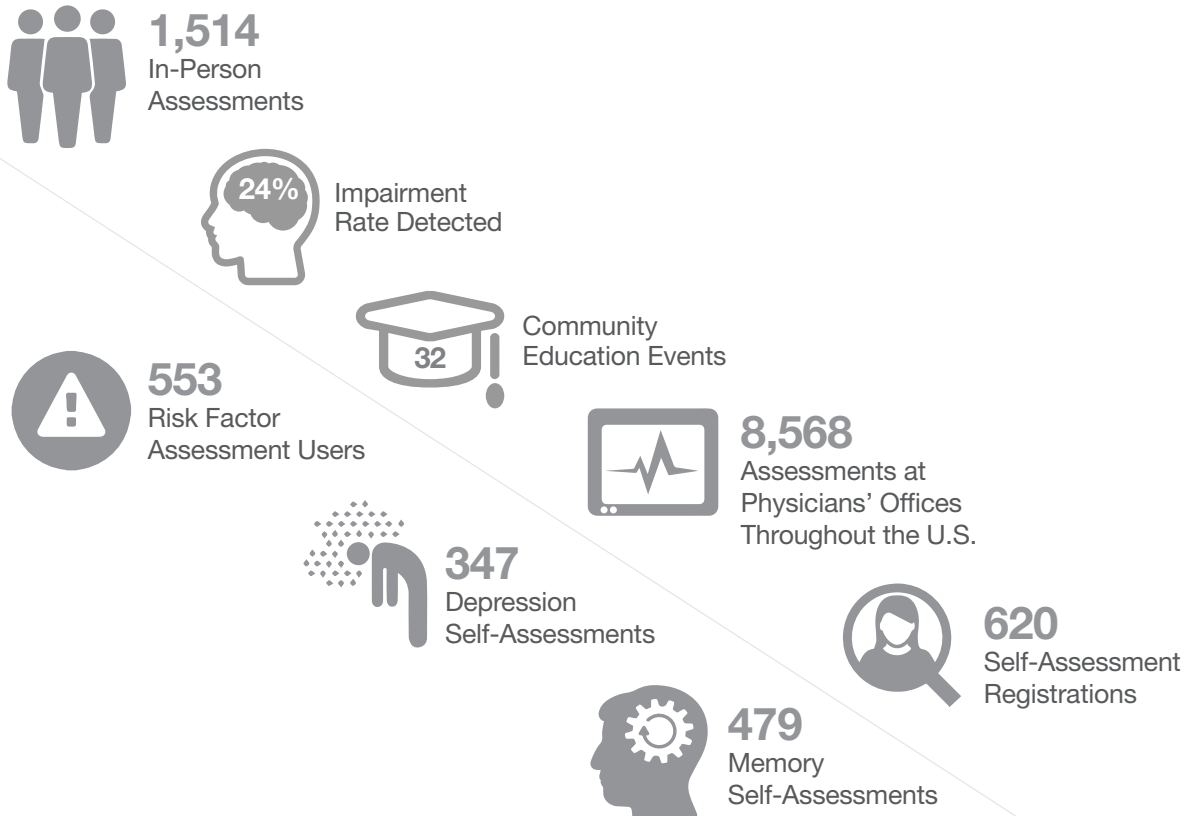 1,514
In-Person
Assessments
24%
Impairment
Rate Detected
32
Community
Education Events
553
Risk Factor
Assessment Users
8,568
Assessments at
Physicians’ Offices
Throughout the U.S.
347
Depression
Self-Assessments
620
Self-Assessment
Registrations
479
Memory
Self-Assessments